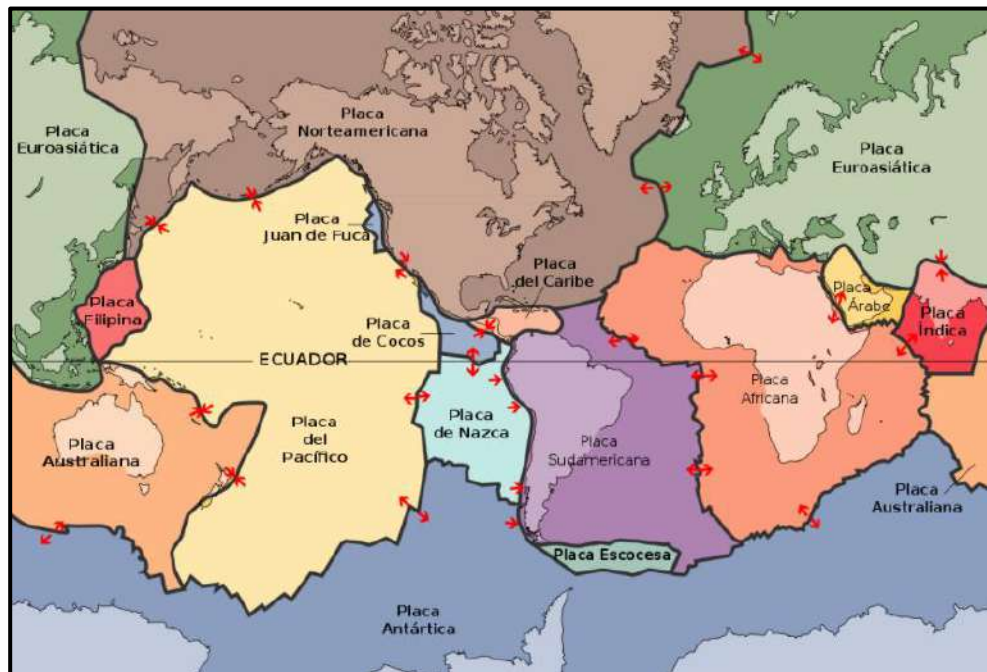 Placa
Norteamericana
Placa
Euroasiática
Placa
Euroasiática
Placa
Juan de Fuca
Placa
del Caribe
Placa
Filipina
Placa
Árabe
Placa
Índica
Placa
de Cocos
ECUADOR
Placa
Africana
Placa
del
Pacífico
Placa
de Nazca
Placa
Australiana
Placa
Sudamericana
Placa
Australiana
Placa Escocesa
Placa
Antártica